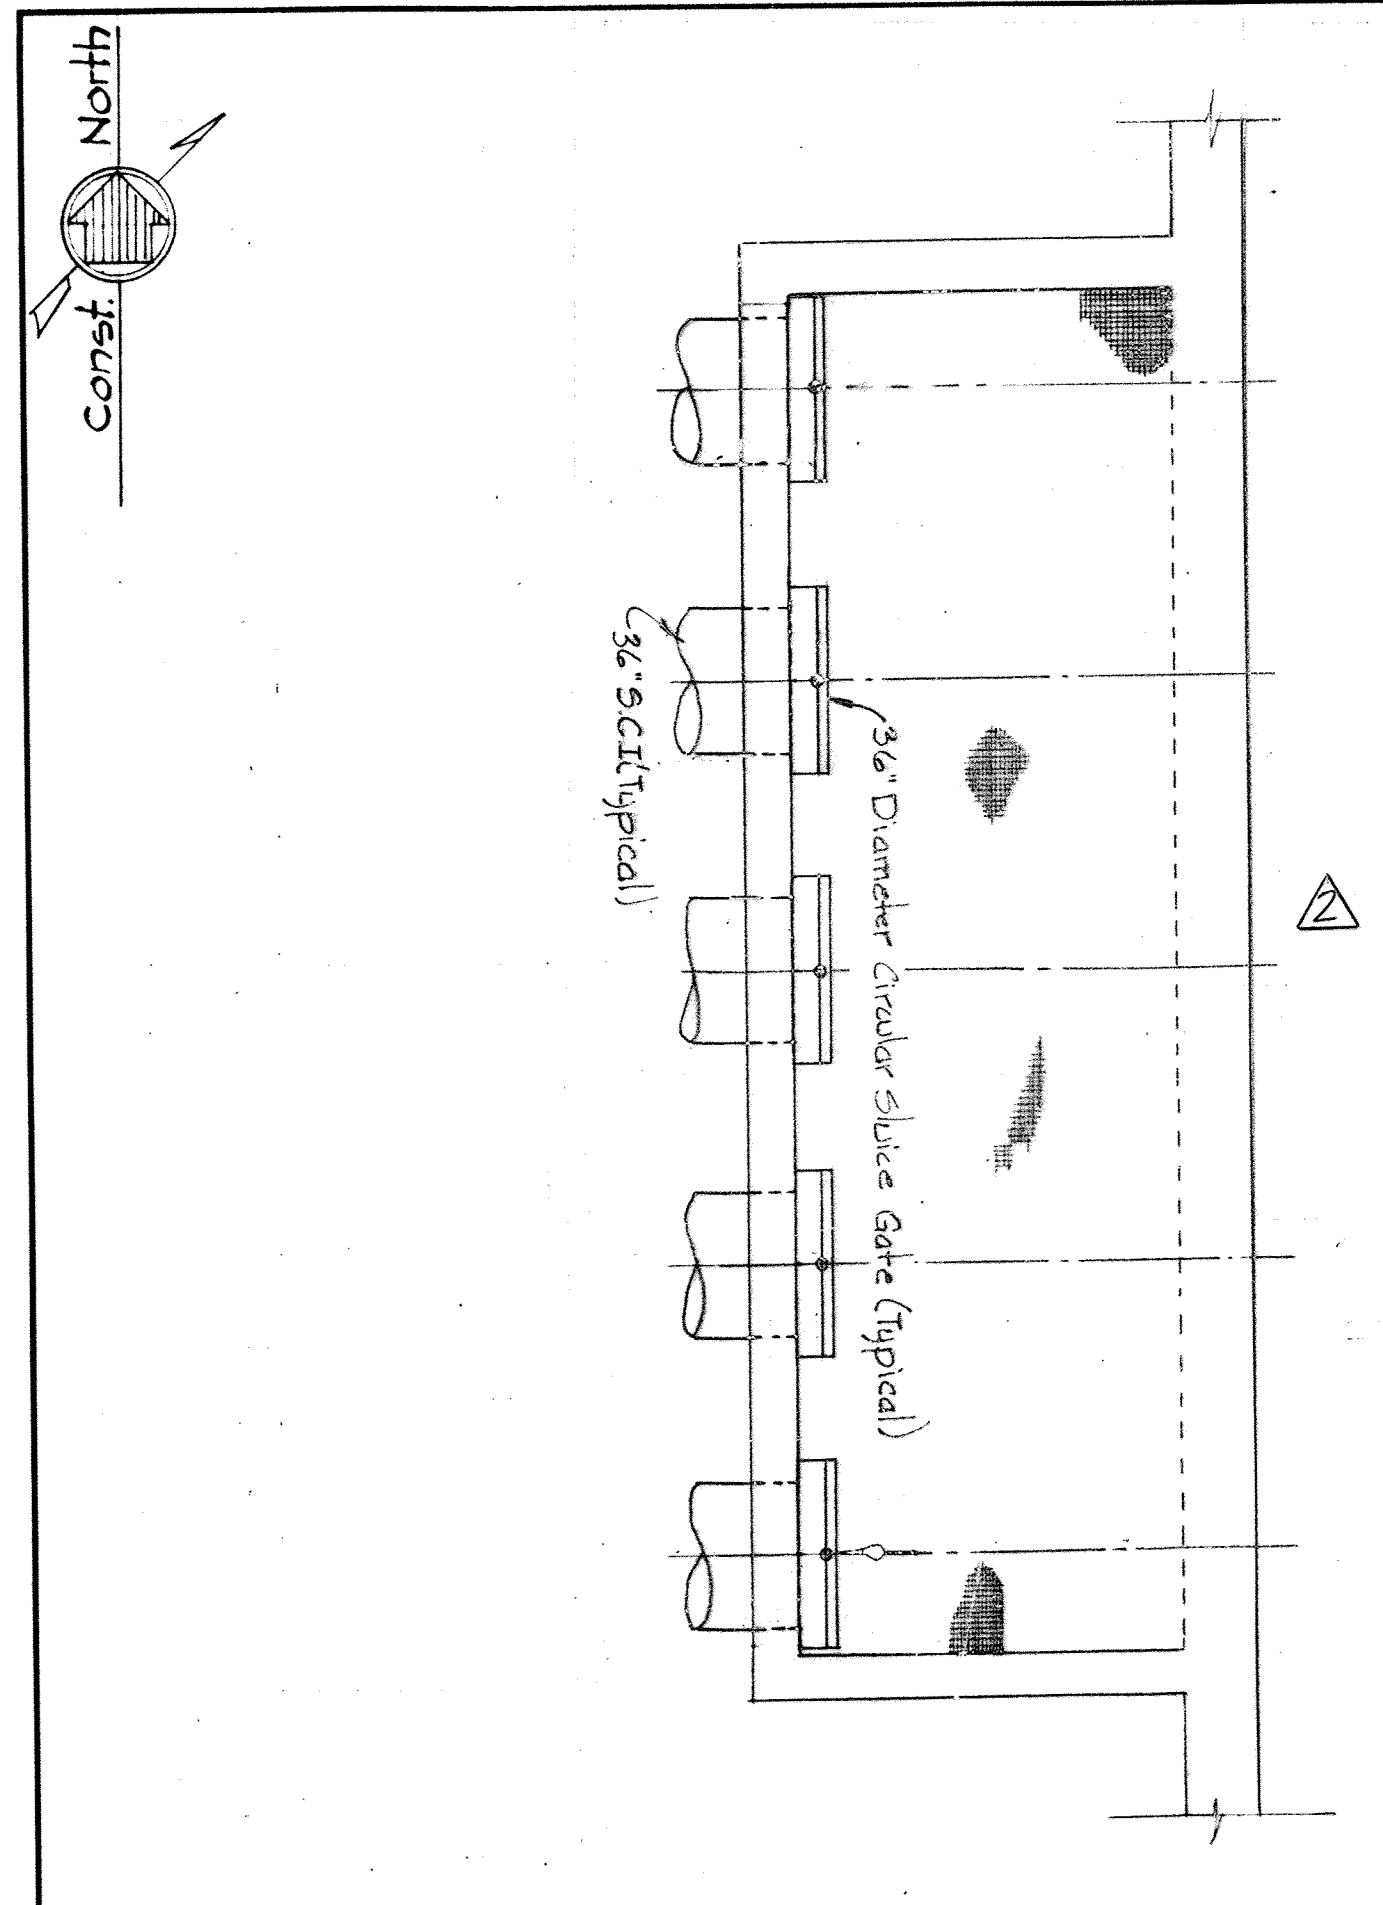 Const. North
36" S.C.I.(Typical)
36" Diameter Circular Sluice Gate (Typical)
2